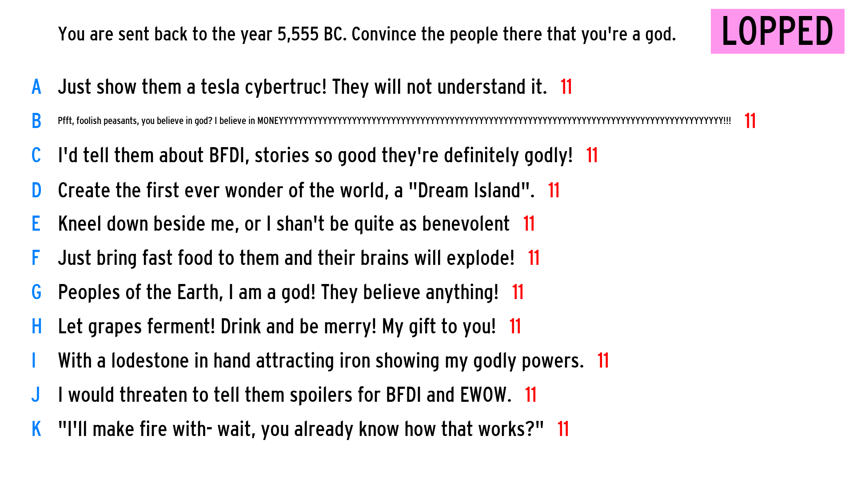 You are sent back to the year 5,555 BC. Convince the people there that you're a god.
LOPPED
A Just show them a tesla cybertruc! They will not understand it. 11
B Pfft, foolish peasants, you believe in god? I believe in MONEYYYYYYYYYYYYYYYYYYYYYYYYYYYYYYYYYYYYYYYYYYYYYYYYYYYYYYYYYYYYYYYYYYYYYYYYYYYYYYYYYYYYYYYYYYYYYYY!!! 11
C I'd tell them about BFDI, stories so good they're definitely godly! 11
D Create the first ever wonder of the world, a "Dream Island". 11
E Kneel down beside me, or I shan't be quite as benevolent 11
F Just bring fast food to them and their brains will explode! 11
G Peoples of the Earth, I am a god! They believe anything! 11
H Let grapes ferment! Drink and be merry! My gift to you! 11
I With a lodestone in hand attracting iron showing my godly powers. 11
J I would threaten to tell them spoilers for BFDI and EWOW. 11
K "I'll make fire with- wait, you already know how that works?" 11